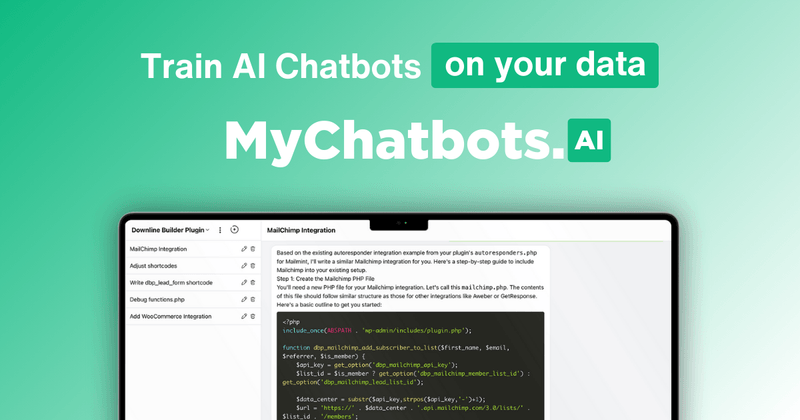 Train AI Chatbots on your data
MyChatbots.AI
Downline Builder Plugin
MailChimp Integration
Adjust shortcodes
Write dbp_lead_form shortcode
Debug functions.php
Add WooCommerce Integration
MailChimp Integration
Based on the existing autoresponder integration example from your plugin's autoresponders.php
for Mailmint, I'll write a similar Mailchimp integration for you. Here's a step-by-step guide to include
Mailchimp into your existing setup.
Step 1: Create the Mailchimp PHP File
You'll need a new PHP file for your Mailchimp integration. Let's call this mailchimp.php. The contents
of this file should follow similar structure as those for other integrations like Aweber or GetResponse.
Here's a basic outline to get you started:
<?php
include_once(ABSPATH . 'wp-admin/includes/plugin.php');
function dbp_mailchimp_add_subscriber_to_list($first_name, $email,
$referrer, $is_member) {
$api_key = get_option('dbp_mailchimp_api_key');
$list_id = $is_member ? get_option('dbp_mailchimp_member_list_id') :
get_option('dbp_mailchimp_lead_list_id');
$data_center = substr($api_key,strpos($api_key,'-')+1);
$url = 'https://' . $data_center . '.api.mailchimp.com/3.0/lists/' .
$list_id . '/members';